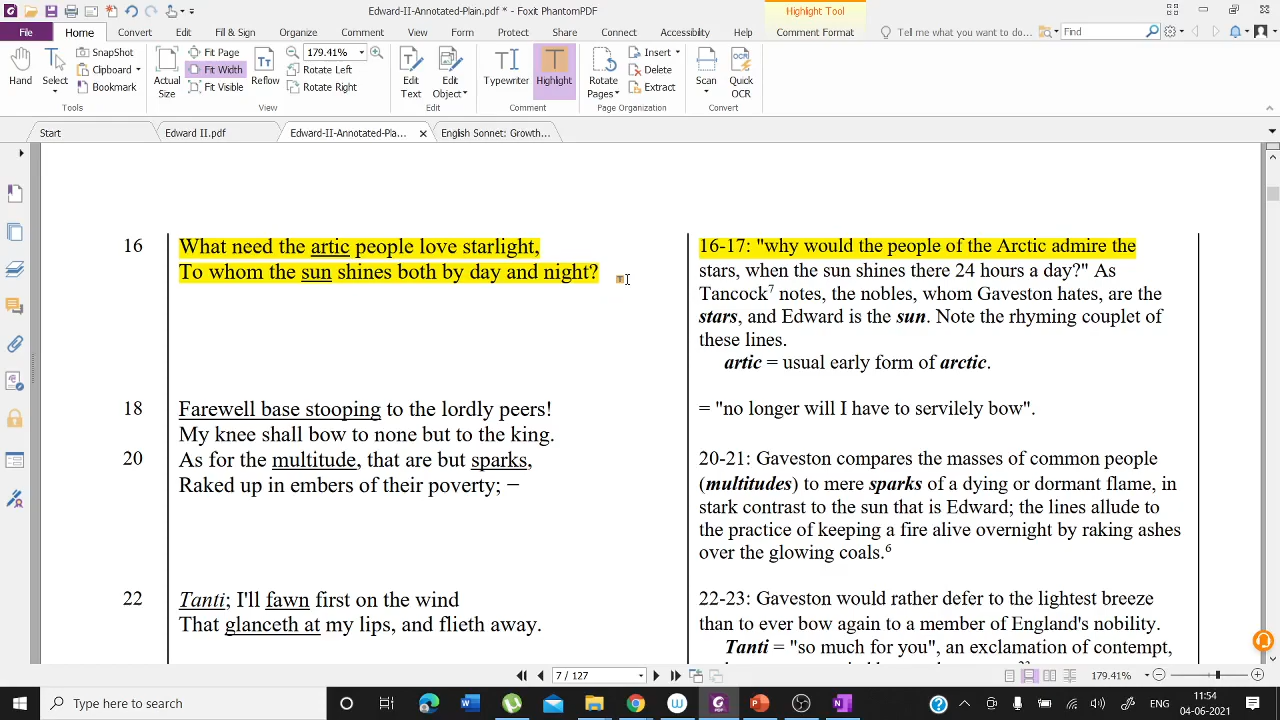 Edward-II-Annotated-Plain.pdf * - Foxit PhantomPDF
Highlight Tool
File Home Convert Edit Fill & Sign Organize Comment View Form Protect Share Connect Accessibility Help Comment Format Tell me what you want to do... Find
SnapShot Fit Page 179.41% Insert
Hand Select Clipboard Actual Size Fit Width Reflow Rotate Left Edit Text Edit Object Typewriter Highlight Rotate Pages Delete Scan Quick OCR
Bookmark Fit Visible Rotate Right Extract
Tools View Edit Comment Page Organization Convert
Start Edward II.pdf Edward-II-Annotated-Plai... English Sonnet: Growth...
16 What need the artic people love starlight,
To whom the sun shines both by day and night?
16-17: "why would the people of the Arctic admire the
stars, when the sun shines there 24 hours a day?" As
Tancock7 notes, the nobles, whom Gaveston hates, are the
stars, and Edward is the sun. Note the rhyming couplet of
these lines.
artic = usual early form of arctic.
18 Farewell base stooping to the lordly peers!
= "no longer will I have to servilely bow".
My knee shall bow to none but to the king.
20 As for the multitude, that are but sparks,
Raked up in embers of their poverty; −
20-21: Gaveston compares the masses of common people
(multitudes) to mere sparks of a dying or dormant flame, in
stark contrast to the sun that is Edward; the lines allude to
the practice of keeping a fire alive overnight by raking ashes
over the glowing coals.6
22 Tanti; I'll fawn first on the wind
That glanceth at my lips, and flieth away.
22-23: Gaveston would rather defer to the lightest breeze
than to ever bow again to a member of England's nobility.
Tanti = "so much for you", an exclamation of contempt,
7 / 127
179.41%
Type here to search
ENG
11:54
04-06-2021